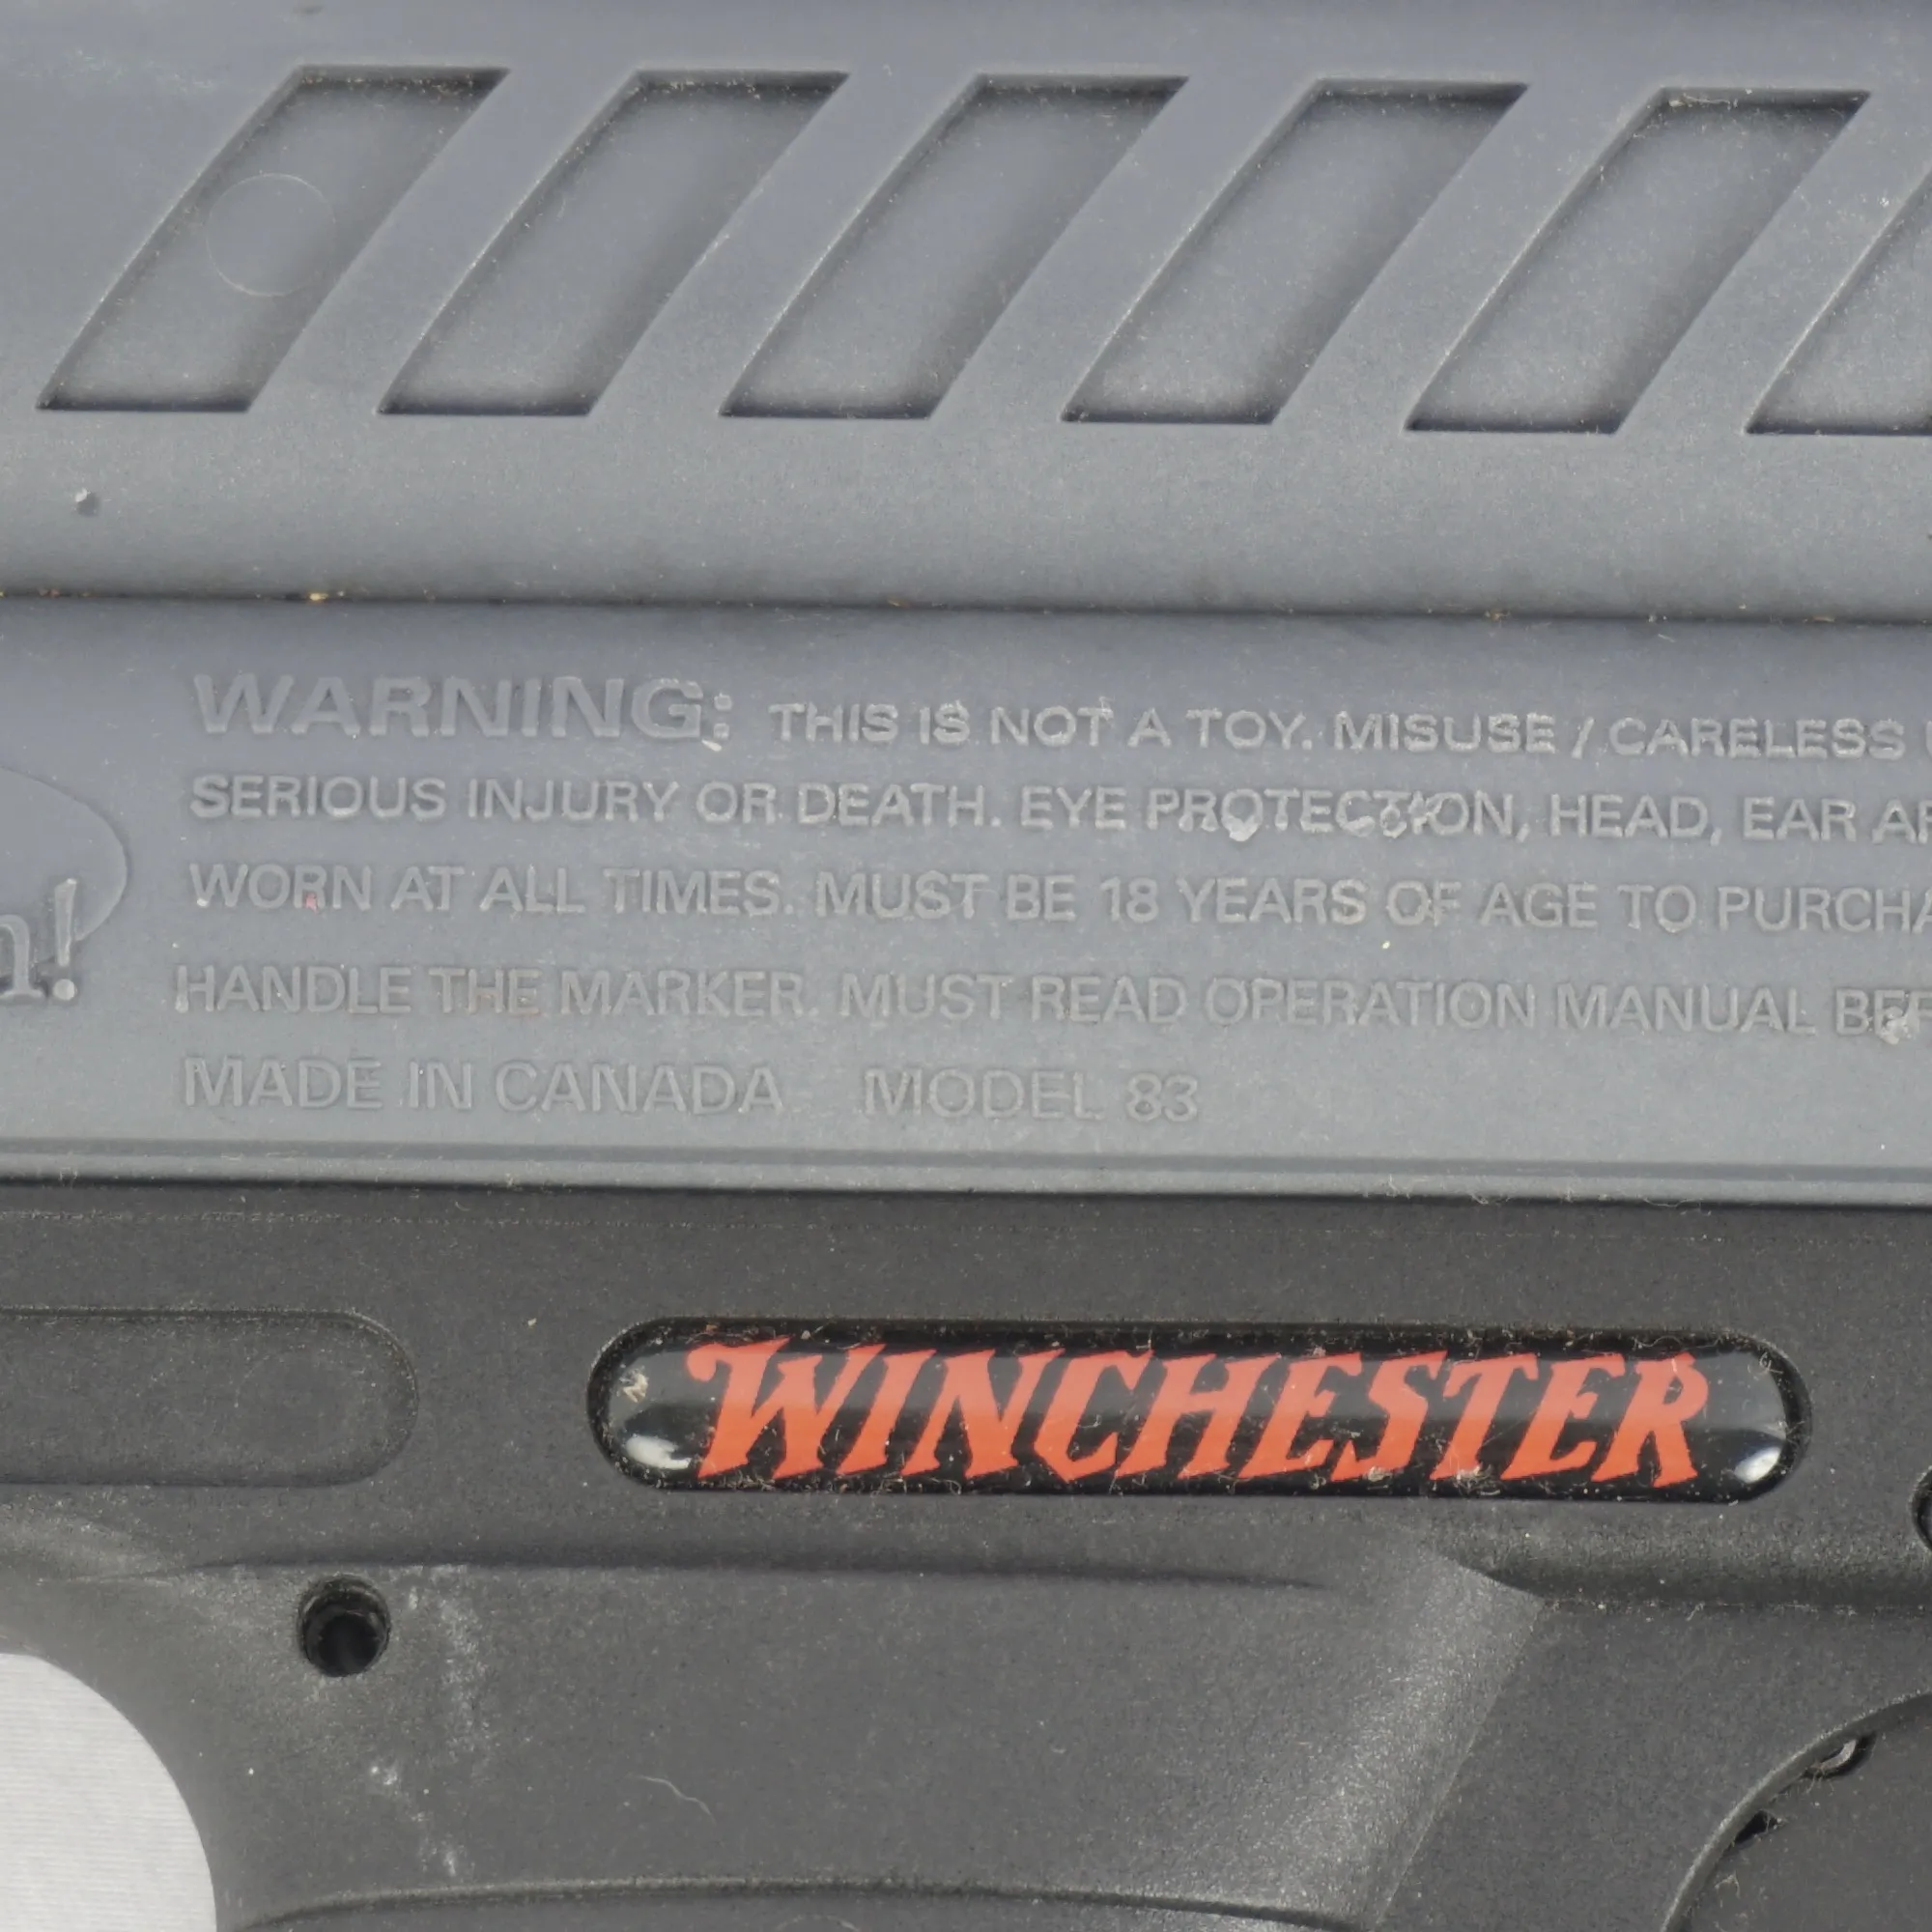 WARNING: THIS IS NOT A TOY. MISUSE / CARELESS
SERIOUS INJURY OR DEATH. EYE PROTECTION, HEAD, EAR
WORN AT ALL TIMES. MUST BE 18 YEARS OF AGE TO PURCHA
n!
HANDLE THE MARKER. MUST READ OPERATION MANUAL BEF
MADE IN CANADA MODEL 83
WINCHESTER